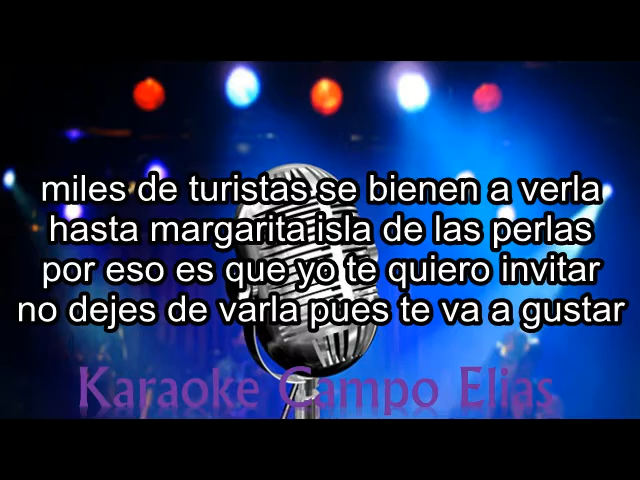 miles de turistas se bienen a verla
hasta margarita isla de las perlas
por eso es que yo te quiero invitar
no dejes de varla pues te va a gustar
Karaoke Campo Elias